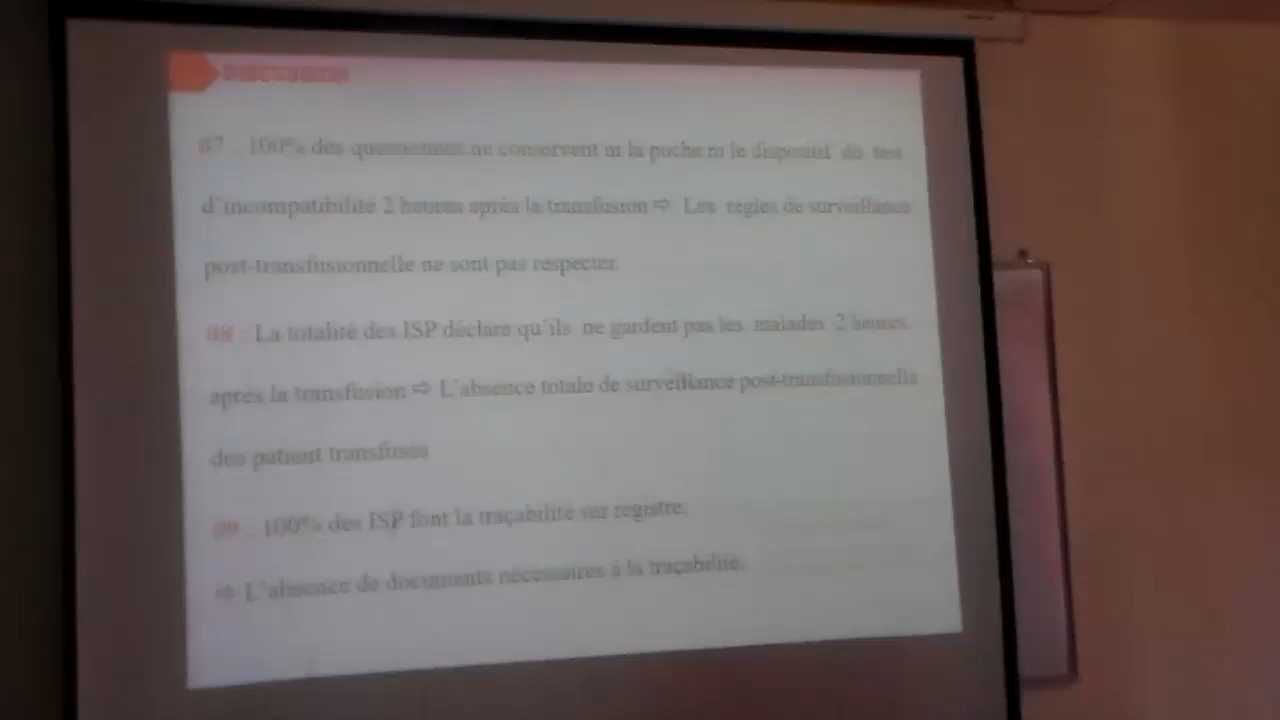 DISCUSSION
07 : 100% des questionnés ne conservent ni la poche ni le dispositif du test
d'incompatibilité 2 heures après la transfusion ⇨ Les règles de surveillance
post-transfusionnelle ne sont pas respecter.
08 : La totalité des ISP déclare qu'ils ne gardent pas les malades 2 heures
après la transfusion ⇨ L'absence totale de surveillance post-transfusionnelle
des patient transfusés
09 : 100% des ISP font la traçabilité sur registre.
⇨ L'absence de documents nécessaires à la traçabilité.